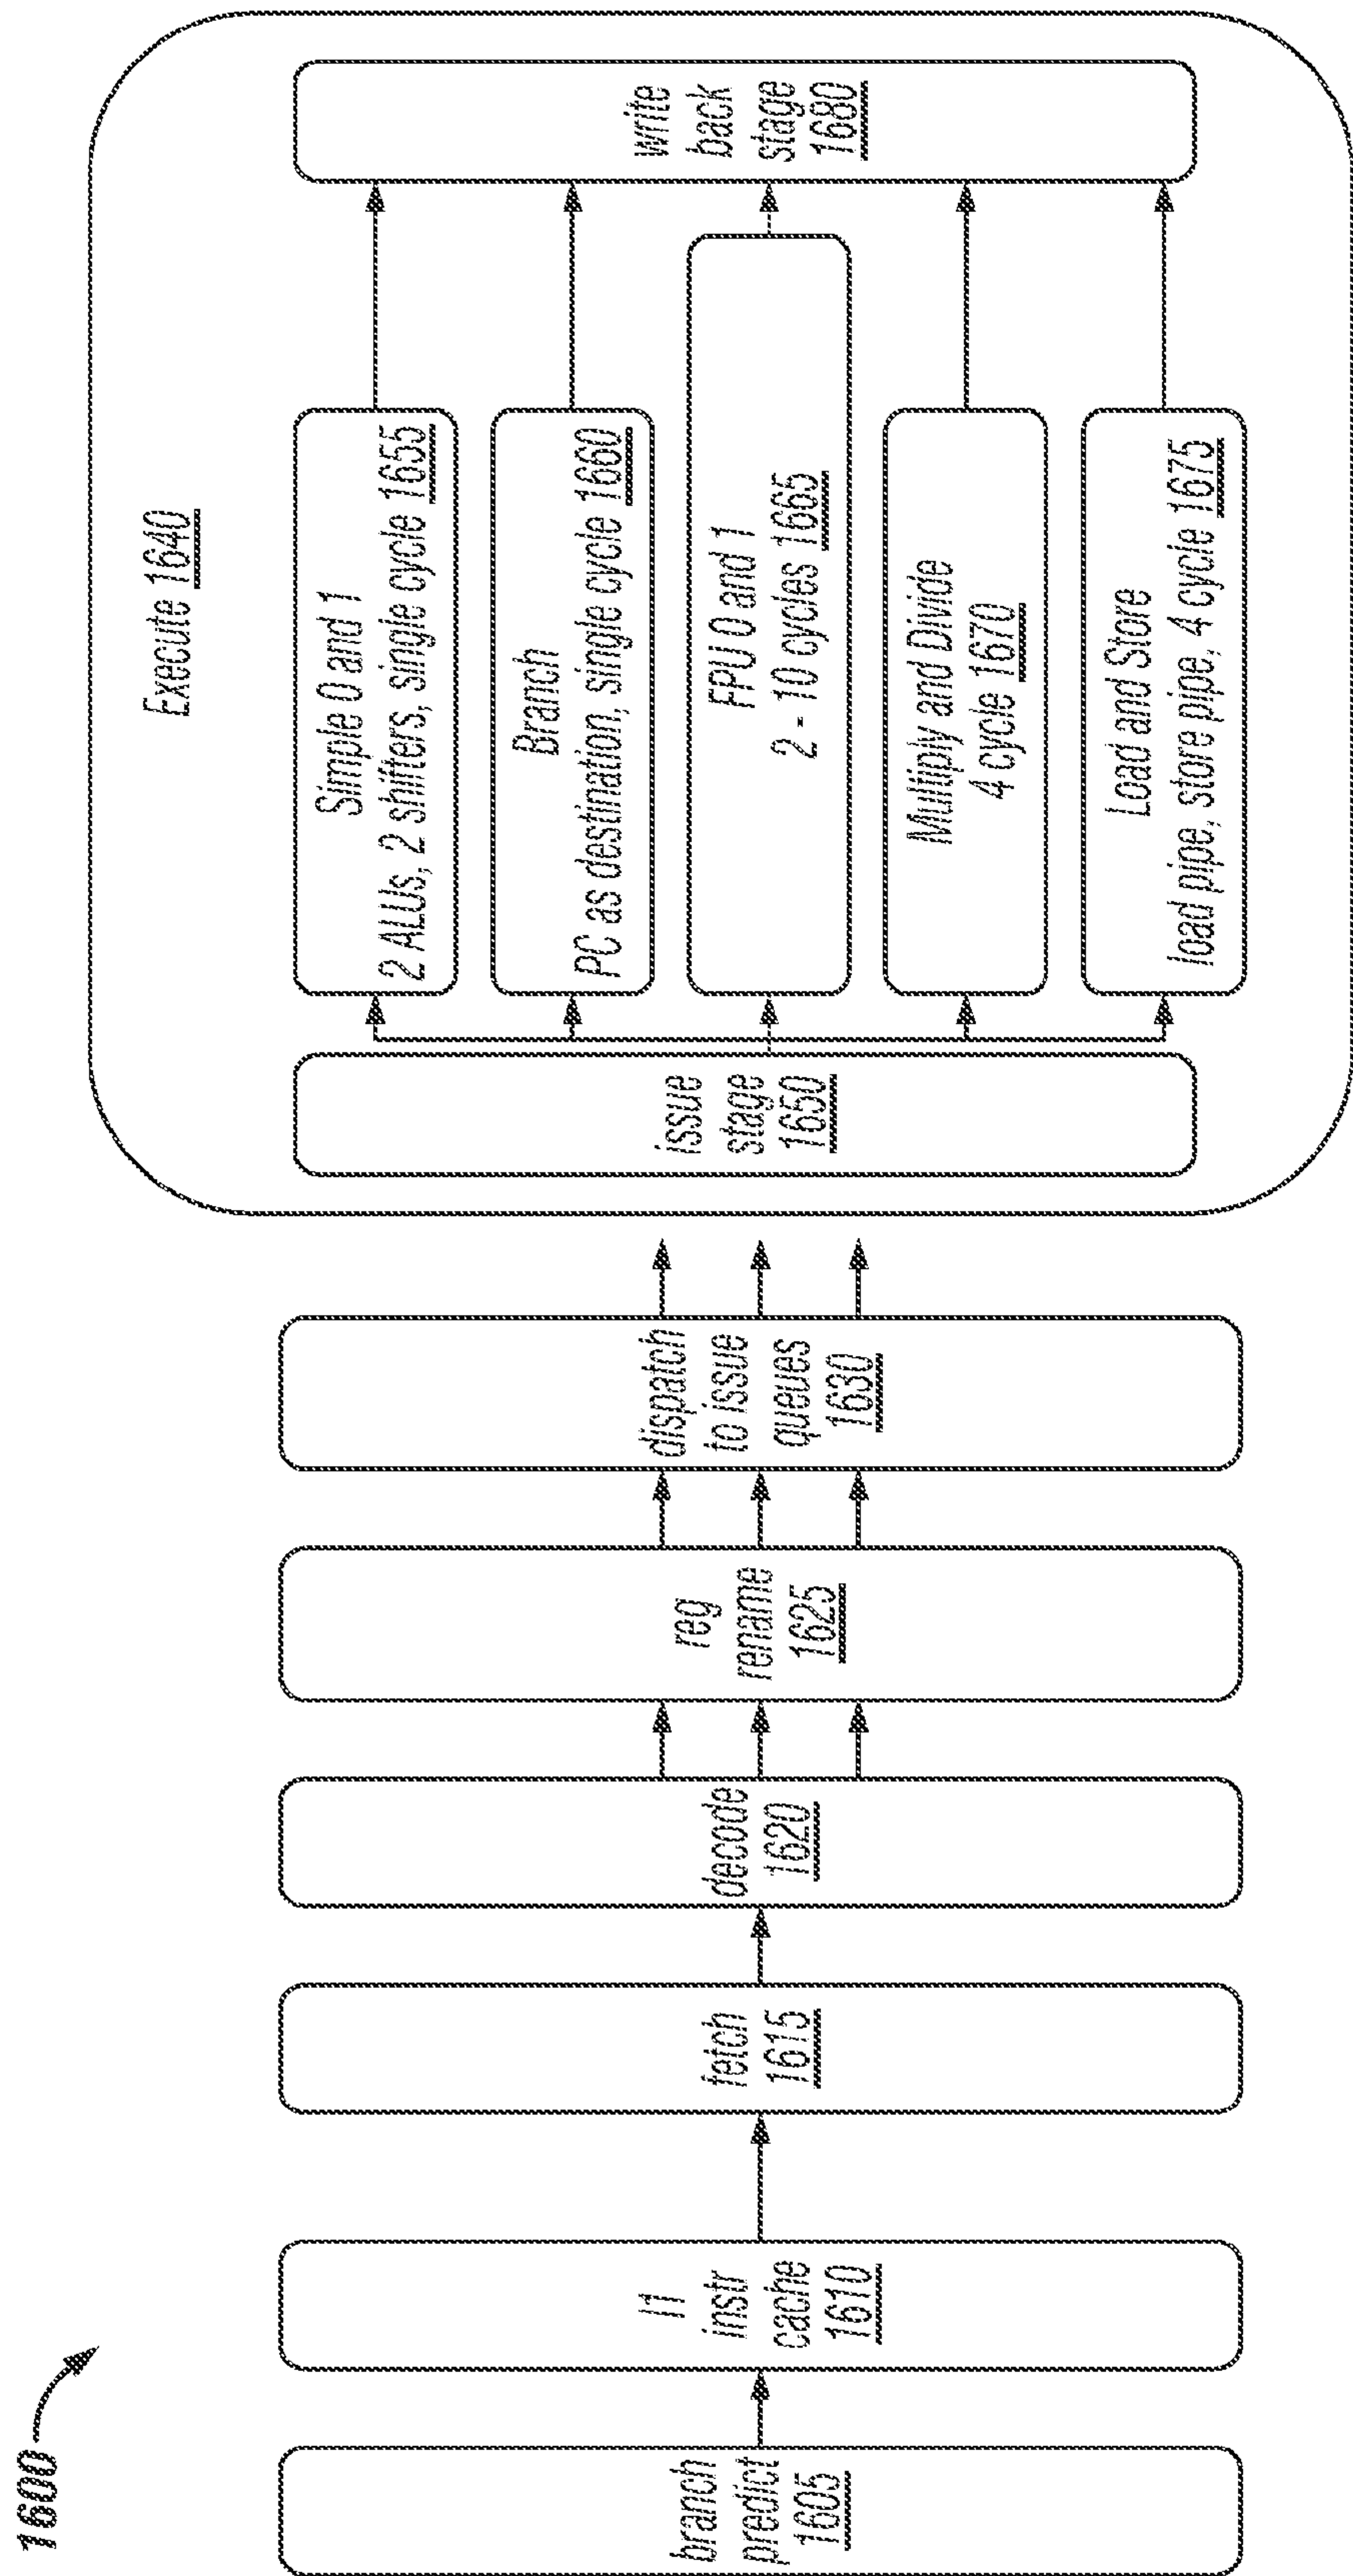 1600
branch
predict
1605
l1
instr
cache
1610
fetch
1615
decode
1620
reg
rename
1625
dispatch
to issue
queues
1630
Execute 1640
issue
stage
1650
Simple 0 and 1
2 ALUs, 2 shifters, single cycle 1655
Branch
PC as destination, single cycle 1660
FPU 0 and 1
2 - 10 cycles 1665
Multiply and Divide
4 cycle 1670
Load and Store
load pipe, store pipe, 4 cycle 1675
write
back
stage
1680